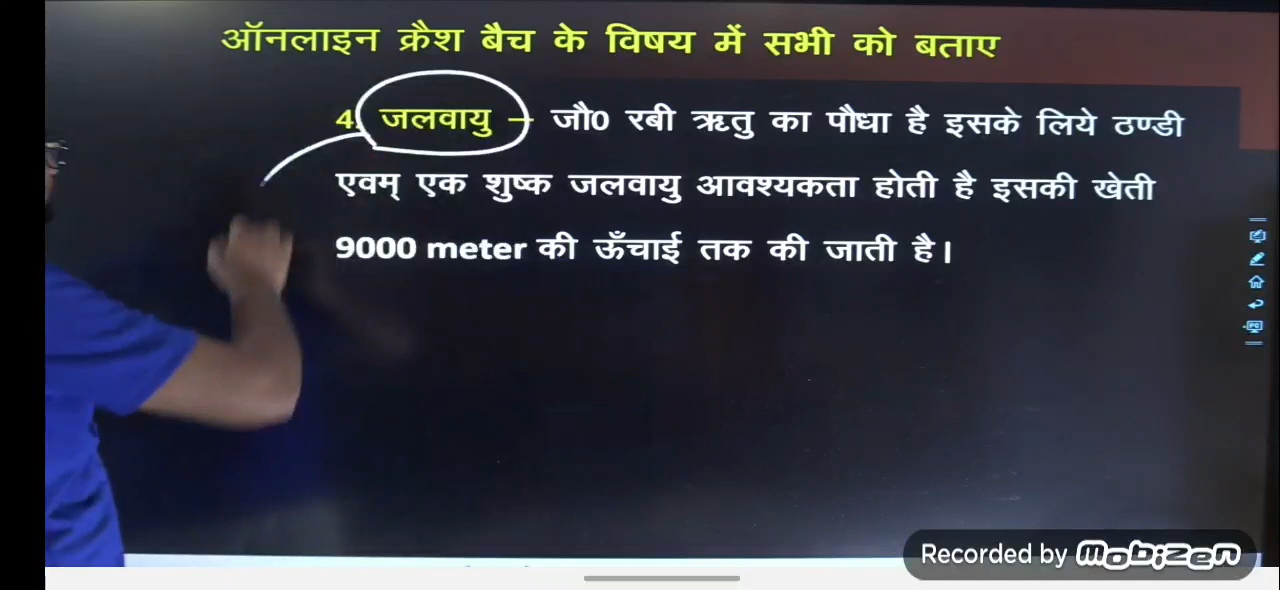 ऑनलाइन क्रैश बैच के विषय में सभी को बताए
4. जलवायु – जौ0 रबी ऋतु का पौधा है इसके लिये ठण्डी
एवम् एक शुष्क जलवायु आवश्यकता होती है इसकी खेती
9000 meter की ऊँचाई तक की जाती है।
PC
Recorded by Mobizen